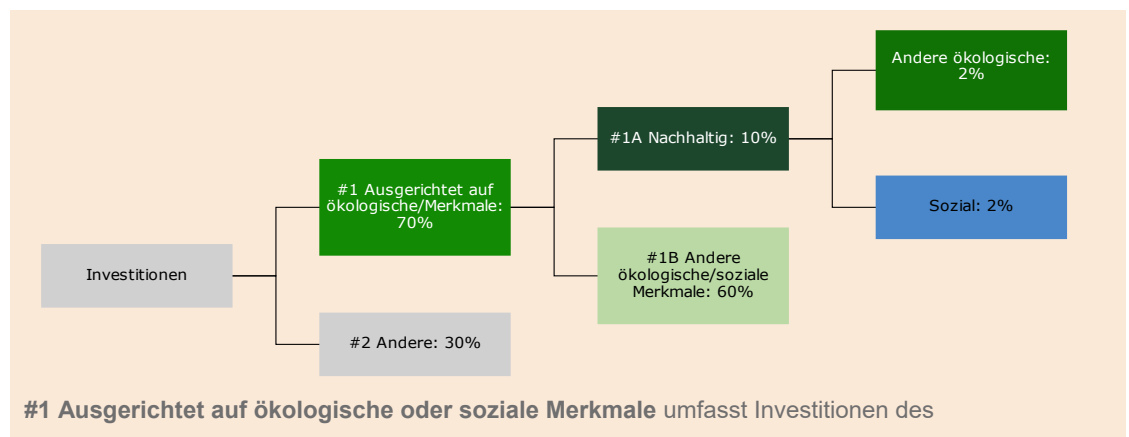 Investitionen
#1 Ausgerichtet auf
ökologische/Merkmale:
70%
#2 Andere: 30%
#1A Nachhaltig: 10%
#1B Andere
ökologische/soziale
Merkmale: 60%
Andere ökologische:
2%
Sozial: 2%
#1 Ausgerichtet auf ökologische oder soziale Merkmale umfasst Investitionen des